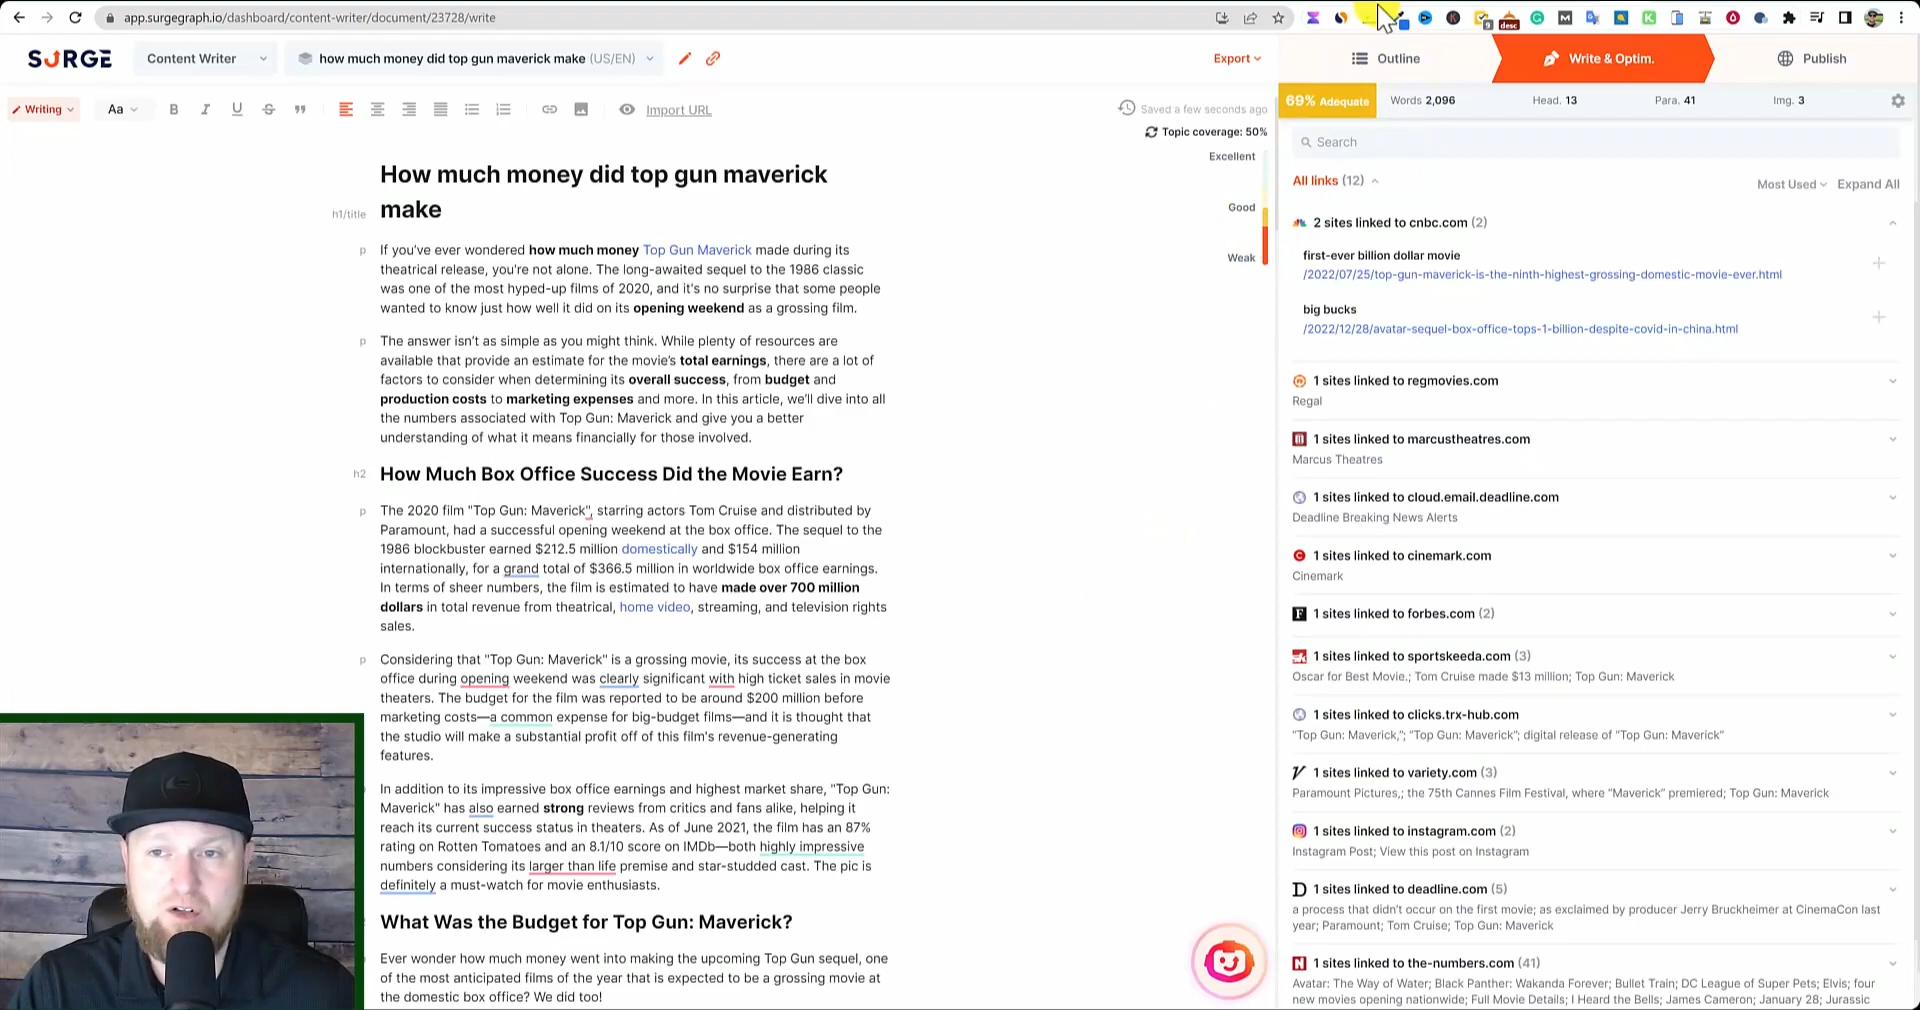 app.surgegraph.io/dashboard/content-writer/document/23728/write
9
desc
SURGE
Content Writer
how much money did top gun maverick make (US/EN)
Export
Outline
Write & Optim.
Publish
Writing
Aa
B
I
U
S
Import URL
Saved a few seconds ago
69% Adequate
Words 2,096
Head. 13
Para. 41
Img. 3
Topic coverage: 50%
Excellent
Good
Weak
h1/title
How much money did top gun maverick
make
p
If you've ever wondered how much money Top Gun Maverick made during its
theatrical release, you're not alone. The long-awaited sequel to the 1986 classic
was one of the most hyped-up films of 2020, and it's no surprise that some people
wanted to know just how well it did on its opening weekend as a grossing film.
p
The answer isn't as simple as you might think. While plenty of resources are
available that provide an estimate for the movie's total earnings, there are a lot of
factors to consider when determining its overall success, from budget and
production costs to marketing expenses and more. In this article, we'll dive into all
the numbers associated with Top Gun: Maverick and give you a better
understanding of what it means financially for those involved.
h2
How Much Box Office Success Did the Movie Earn?
p
The 2020 film "Top Gun: Maverick", starring actors Tom Cruise and distributed by
Paramount, had a successful opening weekend at the box office. The sequel to the
1986 blockbuster earned $212.5 million domestically and $154 million
internationally, for a grand total of $366.5 million in worldwide box office earnings.
In terms of sheer numbers, the film is estimated to have made over 700 million
dollars in total revenue from theatrical, home video, streaming, and television rights
sales.
p
Considering that "Top Gun: Maverick" is a grossing movie, its success at the box
office during opening weekend was clearly significant with high ticket sales in movie
theaters. The budget for the film was reported to be around $200 million before
marketing costs—a common expense for big-budget films—and it is thought that
the studio will make a substantial profit off of this film's revenue-generating
features.
In addition to its impressive box office earnings and highest market share, "Top Gun:
Maverick" has also earned strong reviews from critics and fans alike, helping it
reach its current success status in theaters. As of June 2021, the film has an 87%
rating on Rotten Tomatoes and an 8.1/10 score on IMDb—both highly impressive
numbers considering its larger than life premise and star-studded cast. The pic is
definitely a must-watch for movie enthusiasts.
What Was the Budget for Top Gun: Maverick?
Ever wonder how much money went into making the upcoming Top Gun sequel, one
of the most anticipated films of the year that is expected to be a grossing movie at
the domestic box office? We did too!
Search
All links (12)
Most Used
Expand All
2 sites linked to cnbc.com (2)
first-ever billion dollar movie
/2022/07/25/top-gun-maverick-is-the-ninth-highest-grossing-domestic-movie-ever.html
big bucks
/2022/12/28/avatar-sequel-box-office-tops-1-billion-despite-covid-in-china.html
1 sites linked to regmovies.com
Regal
1 sites linked to marcustheatres.com
Marcus Theatres
1 sites linked to cloud.email.deadline.com
Deadline Breaking News Alerts
1 sites linked to cinemark.com
Cinemark
1 sites linked to forbes.com (2)
1 sites linked to sportskeeda.com (3)
Oscar for Best Movie.; Tom Cruise made $13 million; Top Gun: Maverick
1 sites linked to clicks.trx-hub.com
"Top Gun: Maverick,"; "Top Gun: Maverick"; digital release of "Top Gun: Maverick"
1 sites linked to variety.com (3)
Paramount Pictures,; the 75th Cannes Film Festival, where "Maverick" premiered; Top Gun: Maverick
1 sites linked to instagram.com (2)
Instagram Post; View this post on Instagram
1 sites linked to deadline.com (5)
a process that didn't occur on the first movie; as exclaimed by producer Jerry Bruckheimer at CinemaCon last
year; Paramount; Tom Cruise; Top Gun: Maverick
1 sites linked to the-numbers.com (41)
Avatar: The Way of Water; Black Panther: Wakanda Forever; Bullet Train; DC League of Super Pets; Elvis; four
new movies opening nationwide; Full Movie Details; I Heard the Bells; James Cameron; January 28; Jurassic